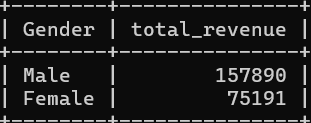 +--------+---------------+
| Gender | total_revenue |
+--------+---------------+
| Male   |        157890 |
| Female |         75191 |
+--------+---------------+